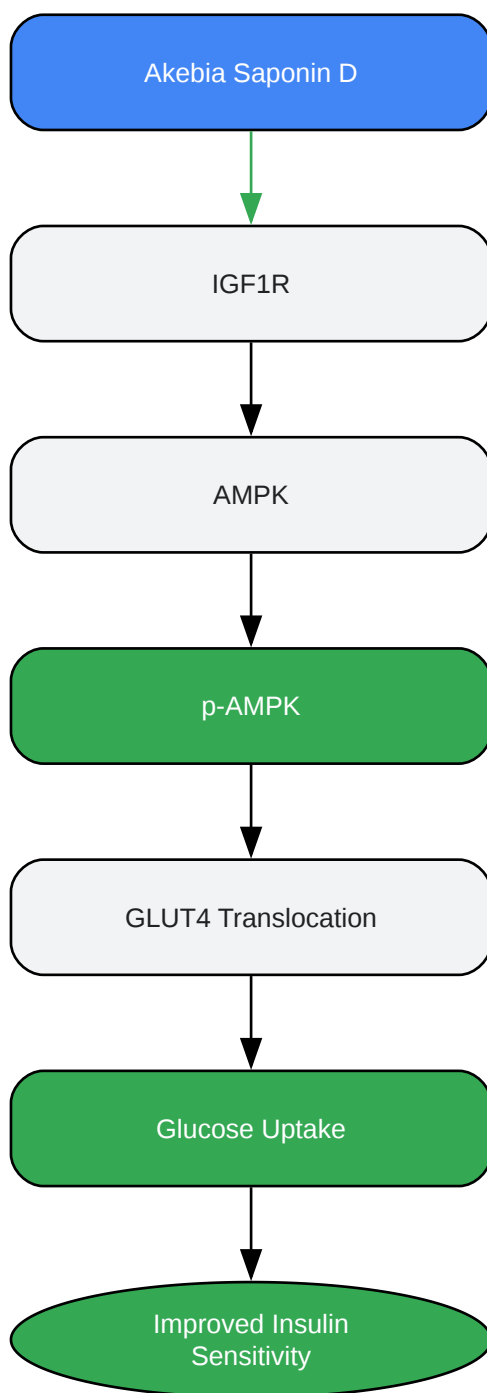 Akebia Saponin D
IGF1R
AMPK
p-AMPK
GLUT4 Translocation
Glucose Uptake
Improved Insulin
Sensitivity